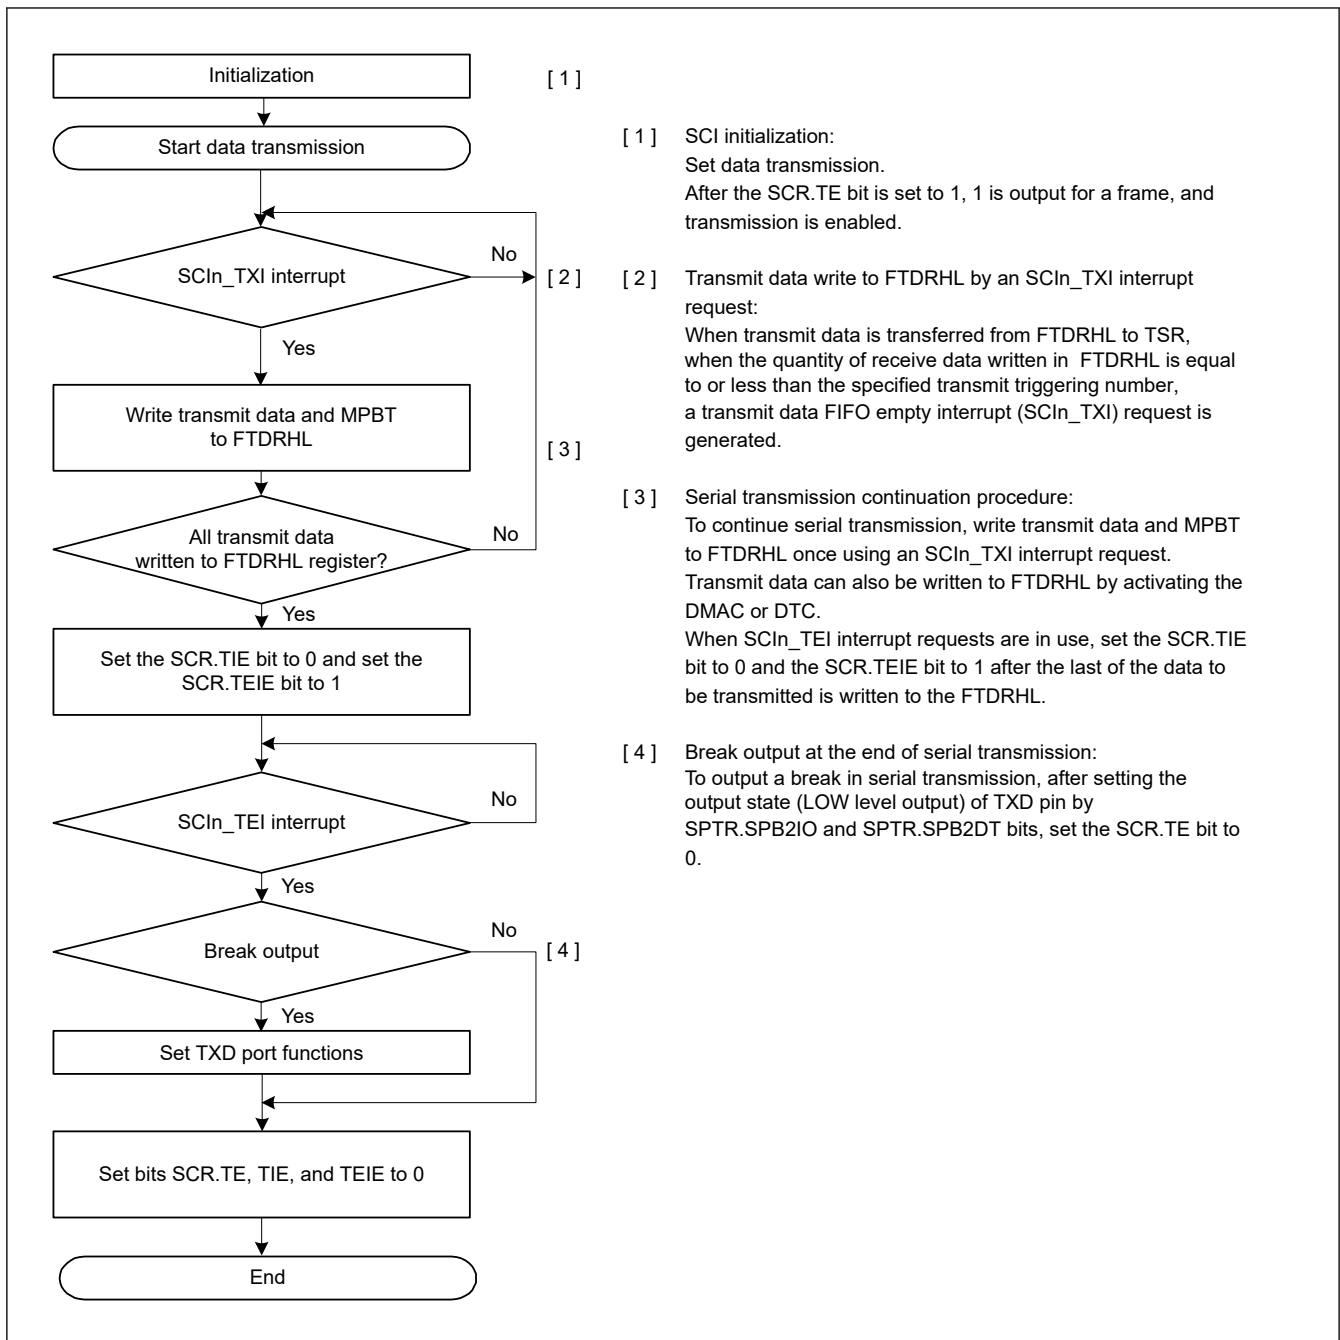 Initialization
[ 1 ]
Start data transmission
SCIn_TXI interrupt
No
[ 2 ]
Yes
Write transmit data and MPBT
to FTDRHL
[ 3 ]
All transmit data
written to FTDRHL register?
No
Yes
Set the SCR.TIE bit to 0 and set the
SCR.TEIE bit to 1
SCIn_TEI interrupt
No
Yes
Break output
No
[ 4 ]
Yes
Set TXD port functions
Set bits SCR.TE, TIE, and TEIE to 0
End
[ 1 ] SCI initialization:
Set data transmission.
After the SCR.TE bit is set to 1, 1 is output for a frame, and
transmission is enabled.
[ 2 ] Transmit data write to FTDRHL by an SCIn_TXI interrupt
request:
When transmit data is transferred from FTDRHL to TSR,
when the quantity of receive data written in FTDRHL is equal
to or less than the specified transmit triggering number,
a transmit data FIFO empty interrupt (SCIn_TXI) request is
generated.
[ 3 ] Serial transmission continuation procedure:
To continue serial transmission, write transmit data and MPBT
to FTDRHL once using an SCIn_TXI interrupt request.
Transmit data can also be written to FTDRHL by activating the
DMAC or DTC.
When SCIn_TEI interrupt requests are in use, set the SCR.TIE
bit to 0 and the SCR.TEIE bit to 1 after the last of the data to
be transmitted is written to the FTDRHL.
[ 4 ] Break output at the end of serial transmission:
To output a break in serial transmission, after setting the
output state (LOW level output) of TXD pin by
SPTR.SPB2IO and SPTR.SPB2DT bits, set the SCR.TE bit to
0.